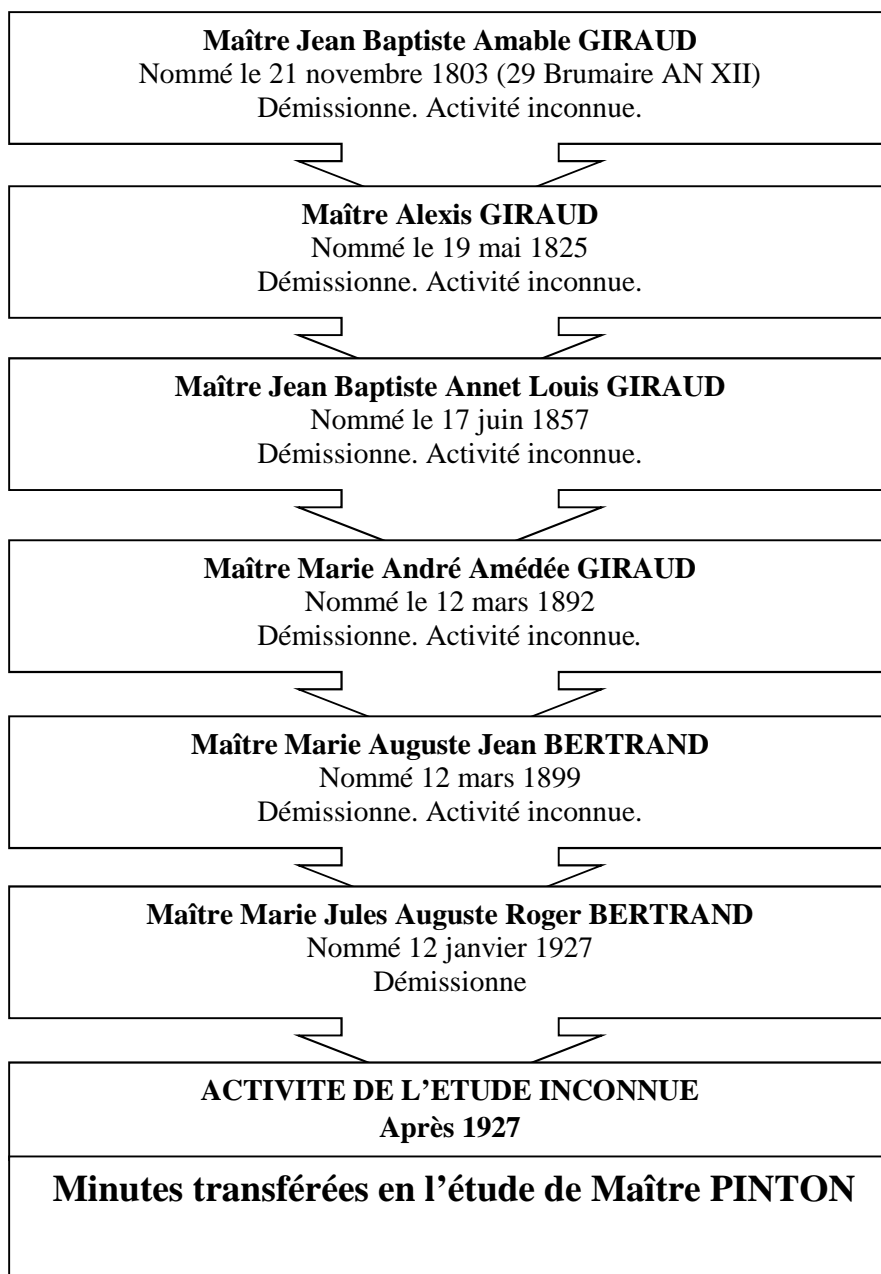 Maître Jean Baptiste Amable GIRAUD
Nommé le 21 novembre 1803 (29 Brumaire AN XII)
Démissionne. Activité inconnue.
Maître Alexis GIRAUD
Nommé le 19 mai 1825
Démissionne. Activité inconnue.
Maître Jean Baptiste Annet Louis GIRAUD
Nommé le 17 juin 1857
Démissionne. Activité inconnue.
Maître Marie André Amédée GIRAUD
Nommé le 12 mars 1892
Démissionne. Activité inconnue.
Maître Marie Auguste Jean BERTRAND
Nommé 12 mars 1899
Démissionne. Activité inconnue.
Maître Marie Jules Auguste Roger BERTRAND
Nommé 12 janvier 1927
Démissionne
ACTIVITE DE L'ETUDE INCONNUE
Après 1927
Minutes transférées en l'étude de Maître PINTON